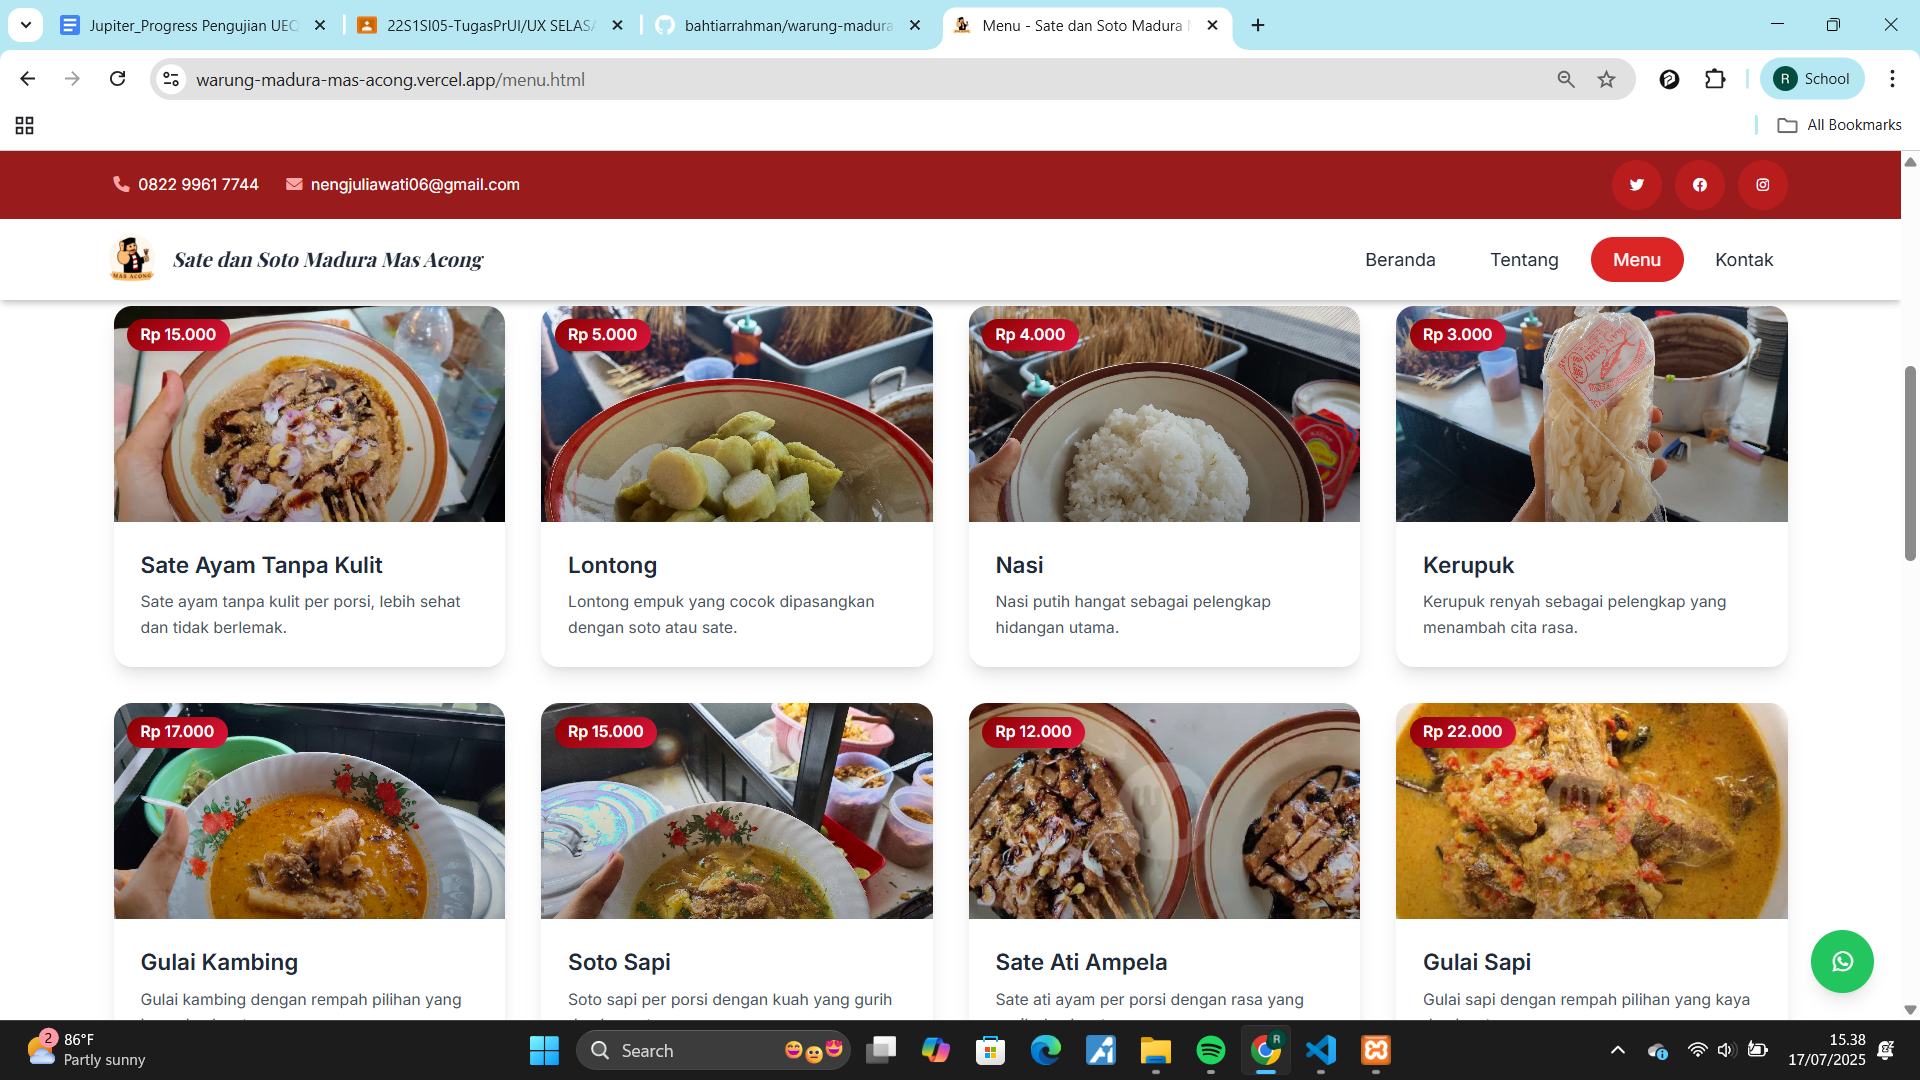 Jupiter_Progress Pengujian UEQ
22S1SI05-TugasPrUI/UX SELASA
bahtiarrahman/warung-madura
Menu - Sate dan Soto Madura M
warung-madura-mas-acong.vercel.app/menu.html
R
School
All Bookmarks
0822 9961 7744
nengjuliawati06@gmail.com
MAS ACONG
Sate dan Soto Madura Mas Acong
Beranda
Tentang
Menu
Kontak
Rp 15.000
Rp 5.000
Rp 4.000
Rp 3.000
Sate Ayam Tanpa Kulit
Lontong
Nasi
Kerupuk
Sate ayam tanpa kulit per porsi, lebih sehat
dan tidak berlemak.
Lontong empuk yang cocok dipasangkan
dengan soto atau sate.
Nasi putih hangat sebagai pelengkap
hidangan utama.
Kerupuk renyah sebagai pelengkap yang
menambah cita rasa.
Rp 17.000
Rp 15.000
Rp 12.000
Rp 22.000
Gulai Kambing
Soto Sapi
Sate Ati Ampela
Gulai Sapi
Gulai kambing dengan rempah pilihan yang
Soto sapi per porsi dengan kuah yang gurih
Sate ati ayam per porsi dengan rasa yang
Gulai sapi dengan rempah pilihan yang kaya
2
86°F
Partly sunny
Search
R
15.38
17/07/2025